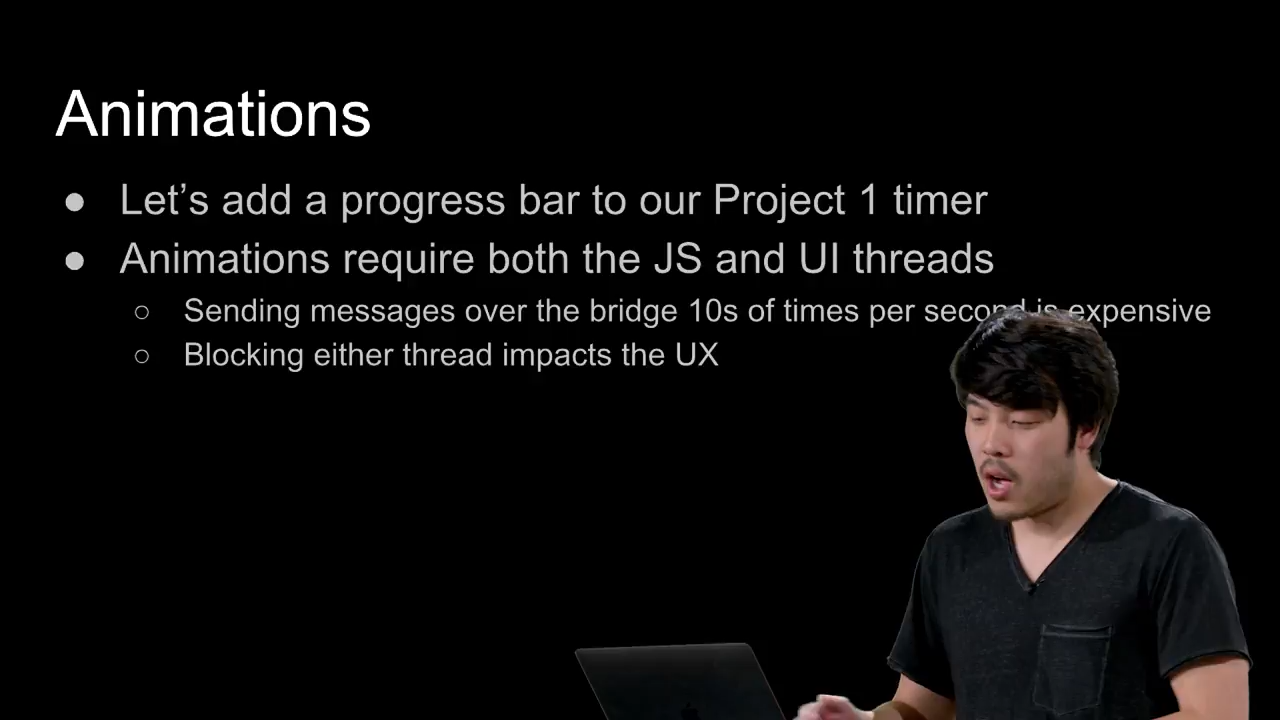 Animations
● Let's add a progress bar to our Project 1 timer
● Animations require both the JS and UI threads
○ Sending messages over the bridge 10s of times per second is expensive
○ Blocking either thread impacts the UX